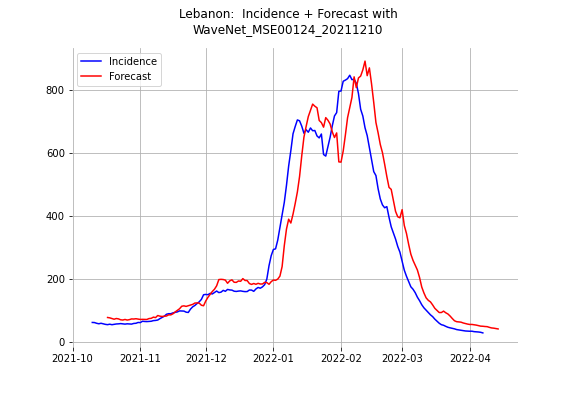 Lebanon:  Incidence + Forecast with
WaveNet_MSE00124_20211210
Incidence
Forecast
800
600
400
200
0
2021-10 2021-11 2021-12 2022-01 2022-02 2022-03 2022-04